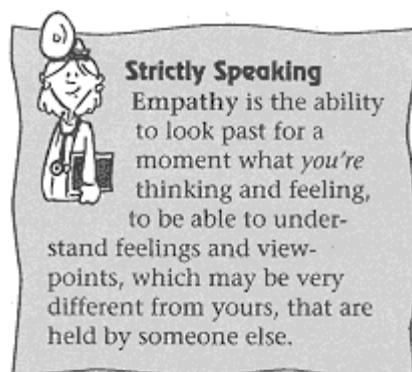 Strictly Speaking
Empathy is the ability
to look past for a
moment what you're
thinking and feeling,
to be able to under-
stand feelings and view-
points, which may be very
different from yours, that are
held by someone else.